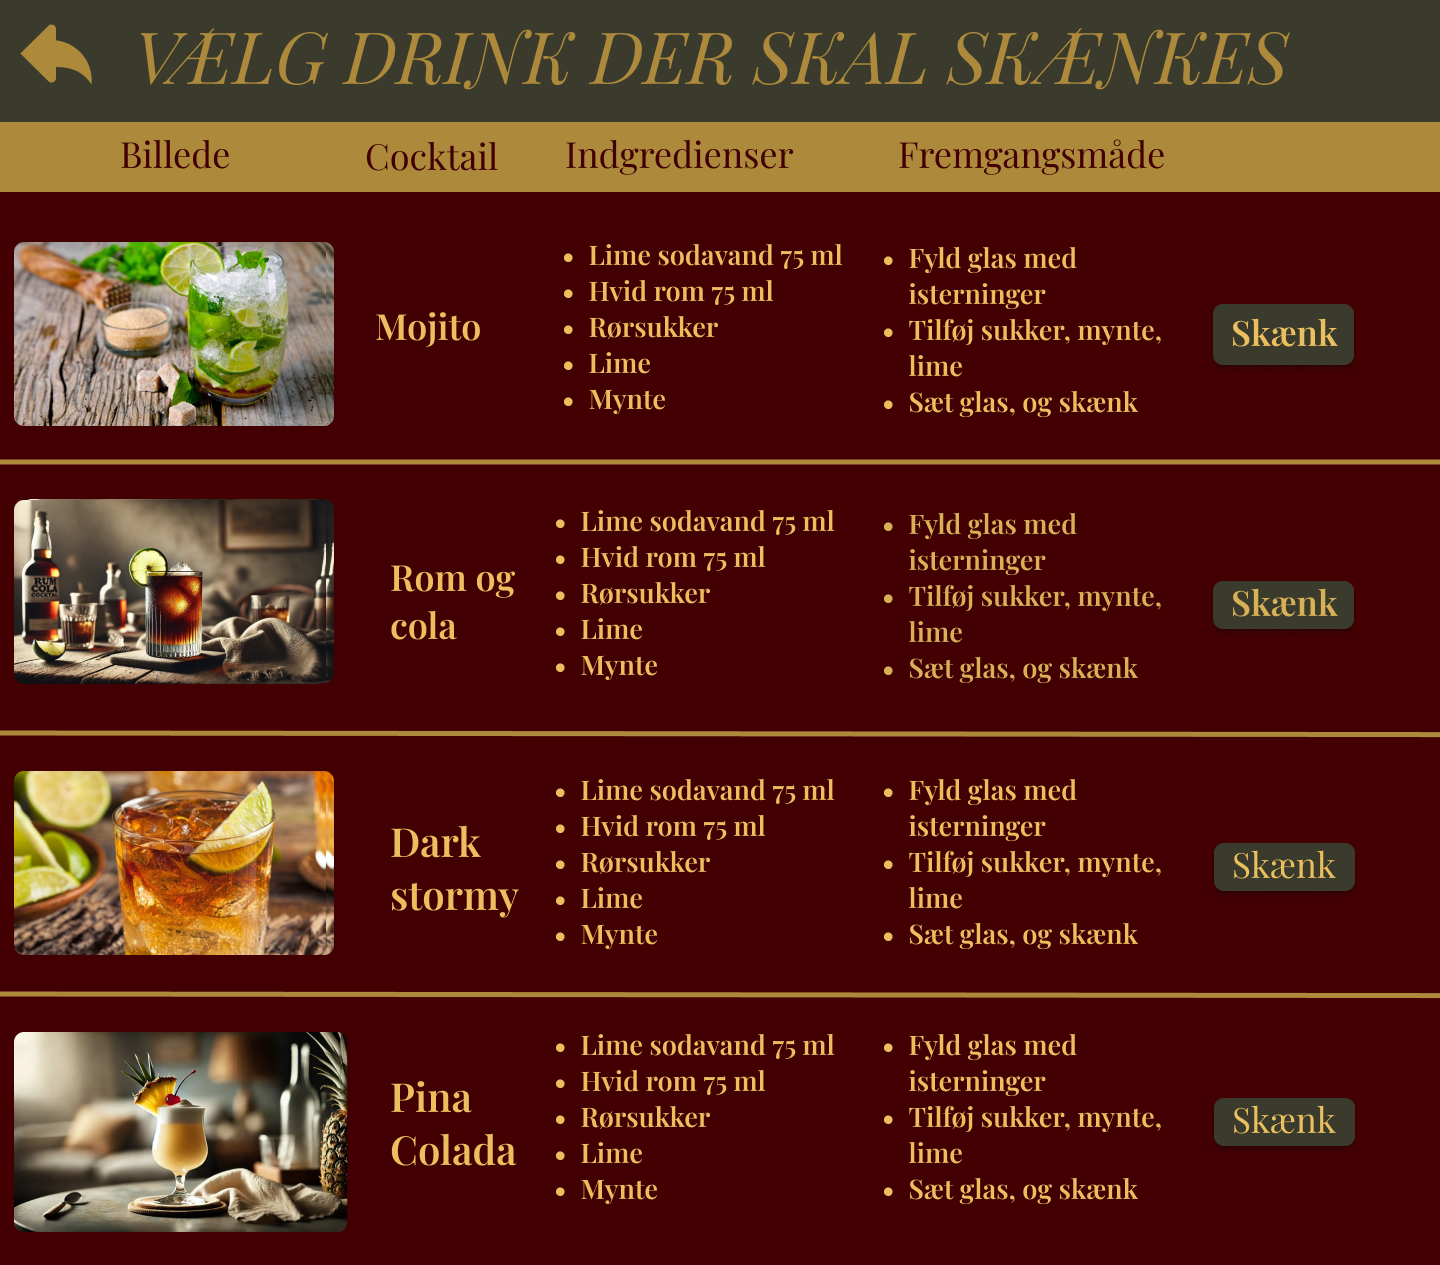 VÆLG DRINK DER SKAL SKÆNKES
Billede
Cocktail
Indgredienser
Fremgangsmåde
Mojito
• Lime sodavand 75 ml
• Hvid rom 75 ml
• Rørsukker
• Lime
• Mynte
• Fyld glas med
isterninger
• Tilføj sukker, mynte,
lime
• Sæt glas, og skænk
Skænk
RUM
COLA
COCKTAIL
Rom og
cola
• Lime sodavand 75 ml
• Hvid rom 75 ml
• Rørsukker
• Lime
• Mynte
• Fyld glas med
isterninger
• Tilføj sukker, mynte,
lime
• Sæt glas, og skænk
Skænk
Dark
stormy
• Lime sodavand 75 ml
• Hvid rom 75 ml
• Rørsukker
• Lime
• Mynte
• Fyld glas med
isterninger
• Tilføj sukker, mynte,
lime
• Sæt glas, og skænk
Skænk
Pina
Colada
• Lime sodavand 75 ml
• Hvid rom 75 ml
• Rørsukker
• Lime
• Mynte
• Fyld glas med
isterninger
• Tilføj sukker, mynte,
lime
• Sæt glas, og skænk
Skænk